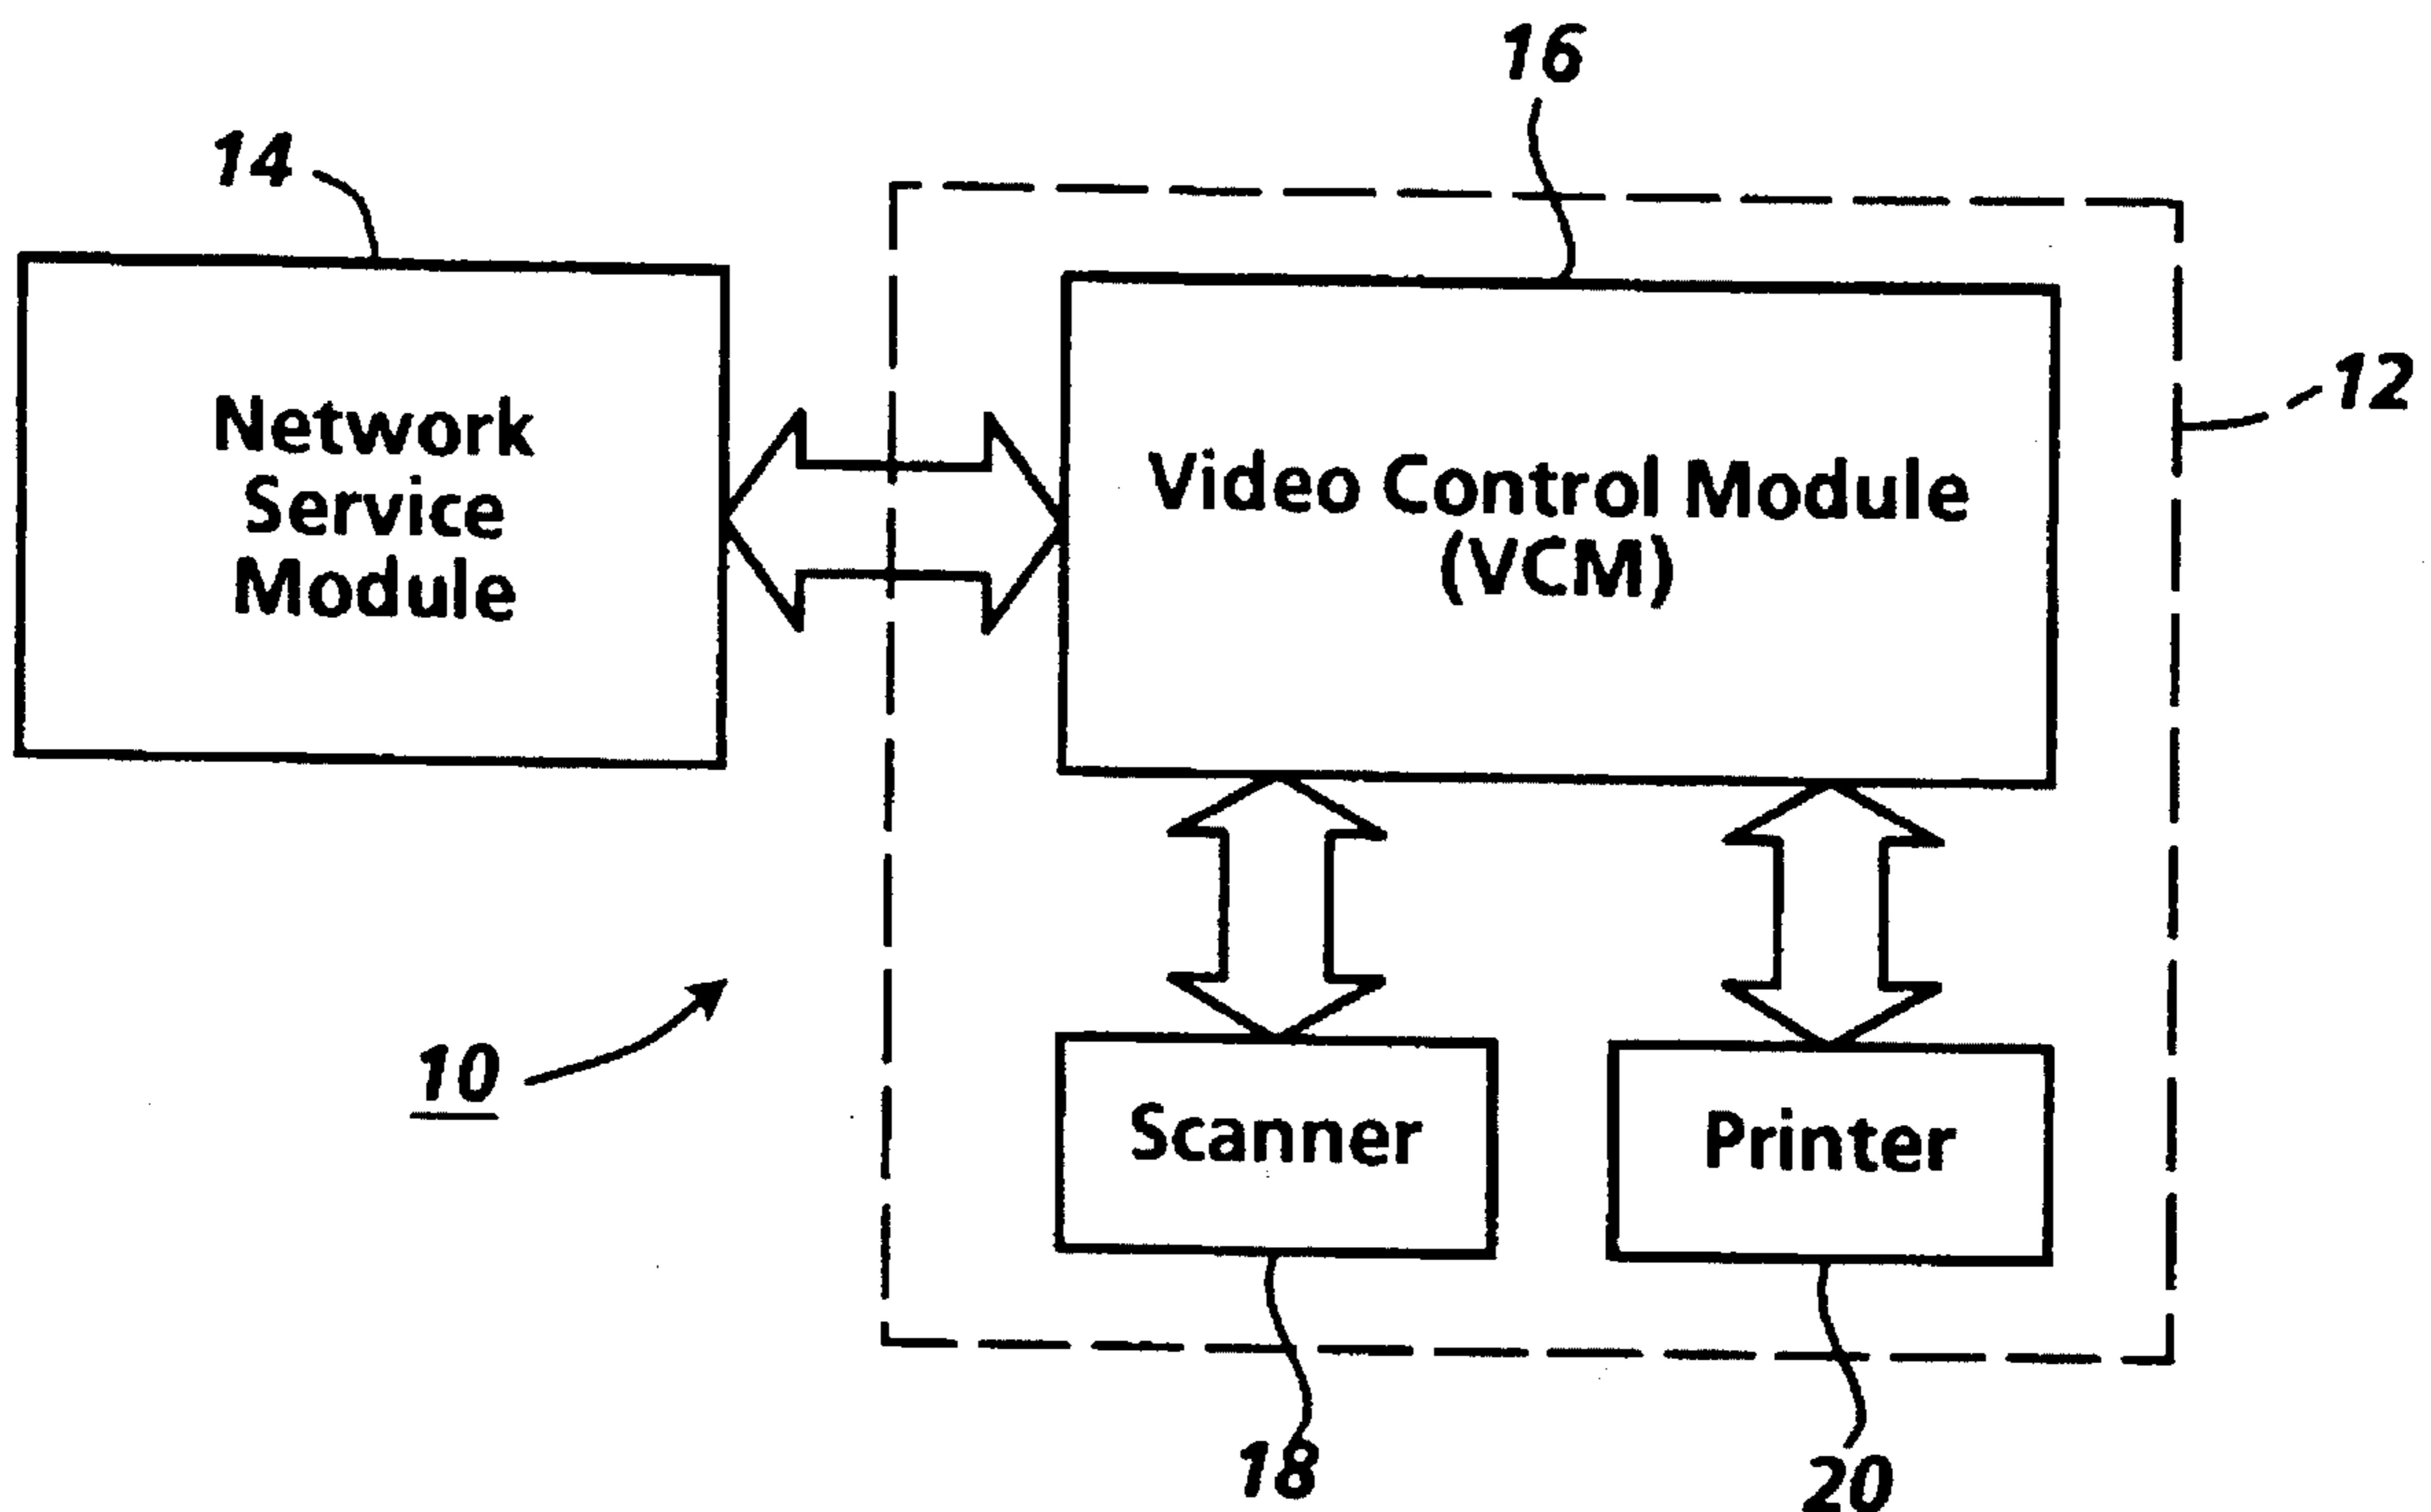 16
14
12
Network
Service
Module
Video Control Module
(VCM)
10
Scanner
Printer
18
20